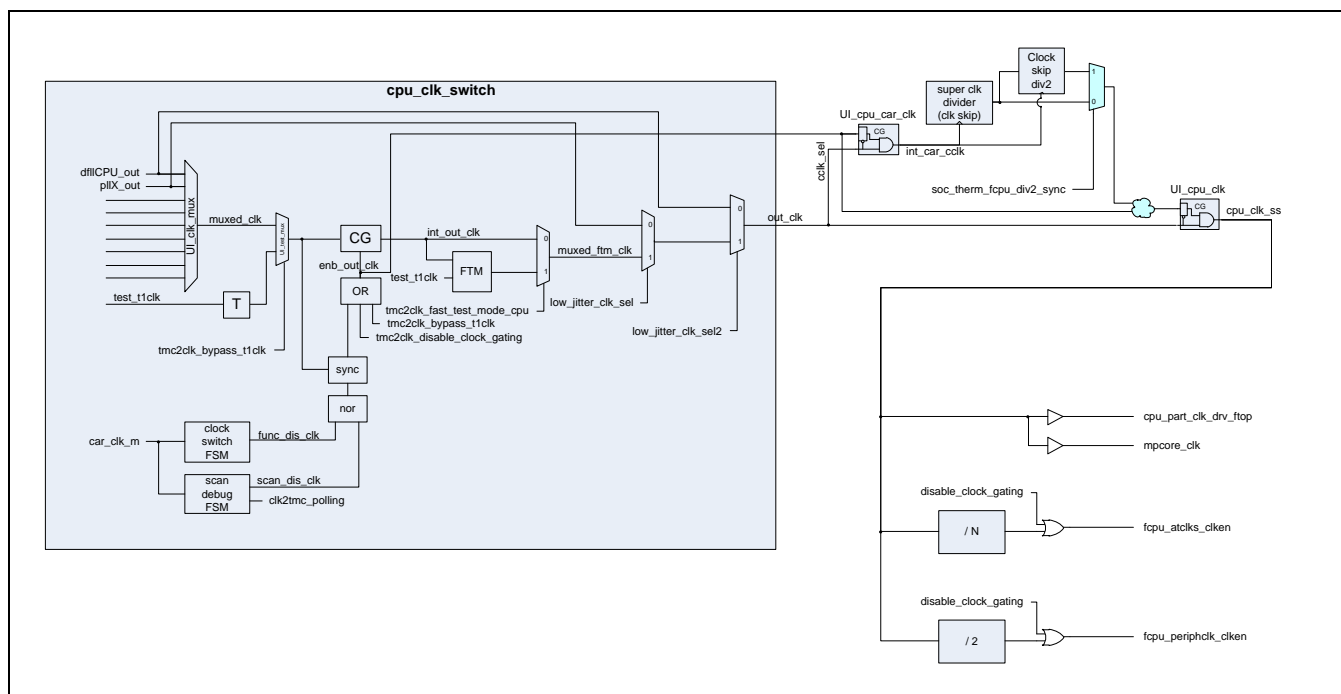 cpu_clk_switch
Clock
skip
div2
1
0
super clk
divider
(clk skip)
UI_cpu_car_clk
CG
int_car_cclk
cclk_sel
soc_therm_fcpu_div2_sync
UI_cpu_clk
CG
cpu_clk_ss
dfllCPU_out
pllX_out
UI_clk_mux
muxed_clk
UI_test_mux
CG
int_out_clk
enb_out_clk
test_t1clk
FTM
0
1
muxed_ftm_clk
0
1
0
1
out_clk
test_t1clk
T
OR
tmc2clk_fast_test_mode_cpu
low_jitter_clk_sel
tmc2clk_bypass_t1clk
low_jitter_clk_sel2
tmc2clk_disable_clock_gating
tmc2clk_bypass_t1clk
sync
nor
car_clk_m
clock
switch
FSM
func_dis_clk
scan
debug
FSM
scan_dis_clk
clk2tmc_polling
cpu_part_clk_drv_ftop
mpcore_clk
disable_clock_gating
/ N
fcpu_atclks_clken
disable_clock_gating
/ 2
fcpu_periphclk_clken